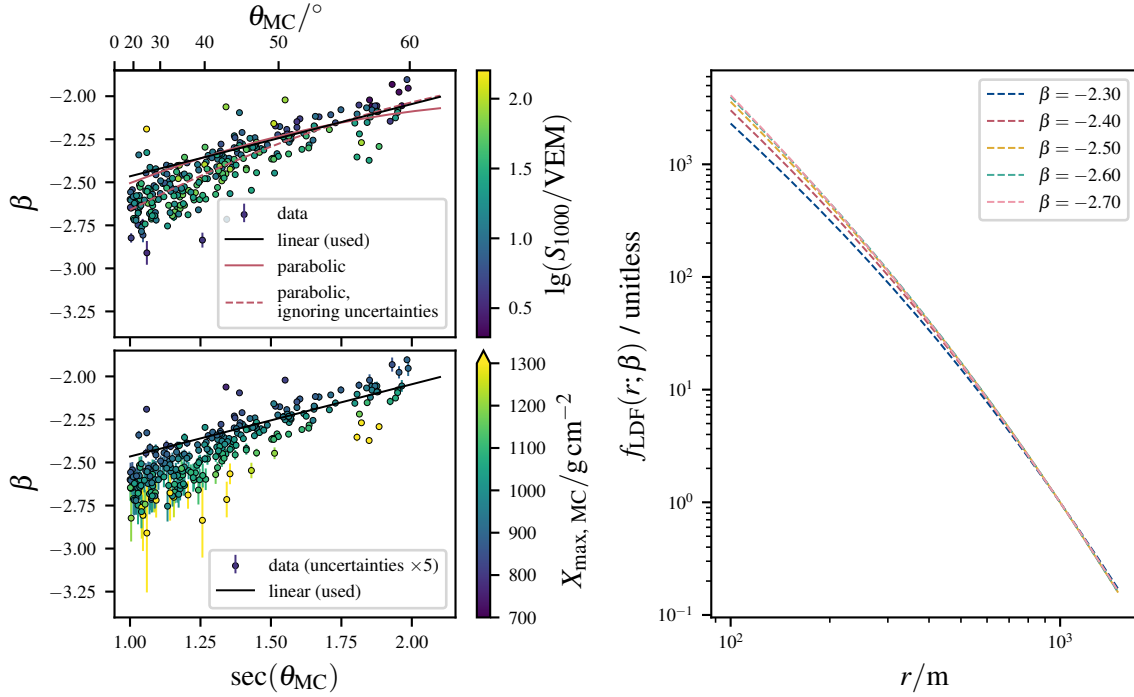 θMC/°
0 20 30 40 50 60
−2.00
−2.25
−2.50
−2.75
−3.00
−3.25
β
data
linear (used)
parabolic
parabolic,
ignoring uncertainties
2.0
1.5
1.0
0.5
lg(S1000/VEM)
−2.00
−2.25
−2.50
−2.75
−3.00
−3.25
β
data (uncertainties ×5)
linear (used)
1.00 1.25 1.50 1.75 2.00
sec(θMC)
1300
1200
1100
1000
900
800
700
Xmax, MC/g cm−2
β = −2.30
β = −2.40
β = −2.50
β = −2.60
β = −2.70
10³
10²
10¹
10⁰
10⁻¹
fLDF(r; β) / unitless
10² 10³
r/m